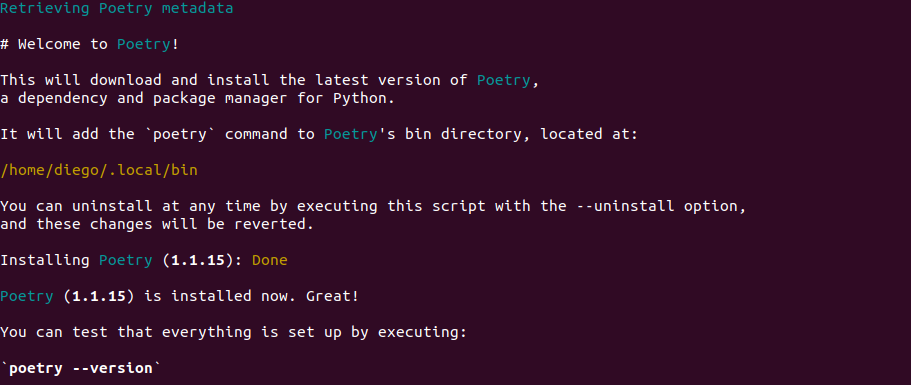 Retrieving Poetry metadata
# Welcome to Poetry!
This will download and install the latest version of Poetry,
a dependency and package manager for Python.
It will add the `poetry` command to Poetry's bin directory, located at:
/home/diego/.local/bin
You can uninstall at any time by executing this script with the --uninstall option,
and these changes will be reverted.
Installing Poetry (1.1.15): Done
Poetry (1.1.15) is installed now. Great!
You can test that everything is set up by executing:
`poetry --version`